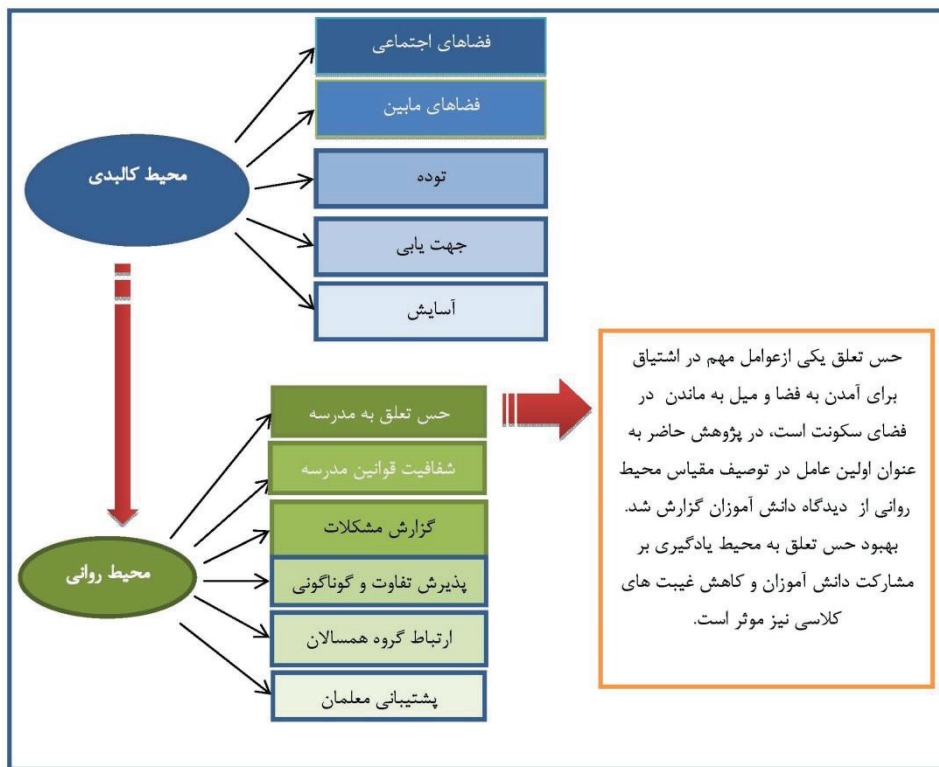 فضاهای اجتماعی
فضاهای مابین
محیط کالبدی
توده
جهت یابی
آسایش
حس تعلق به مدرسه
شفافیت قوانین مدرسه
گزارش مشکلات
محیط روانی
پذیرش تفاوت و گوناگونی
ارتباط گروه همسالان
پشتیبانی معلمان
حس تعلق یکی ازعوامل مهم در اشتیاق
برای آمدن به فضا و میل به ماندن در
فضای سکونت است، در پژوهش حاضر به
عنوان اولین عامل در توصیف مقیاس محیط
روانی از دیدگاه دانش آموزان گزارش شد.
بهبود حس تعلق به محیط یادگیری بر
مشارکت دانش آموزان و کاهش غیبت های
کلاسی نیز موثر است.